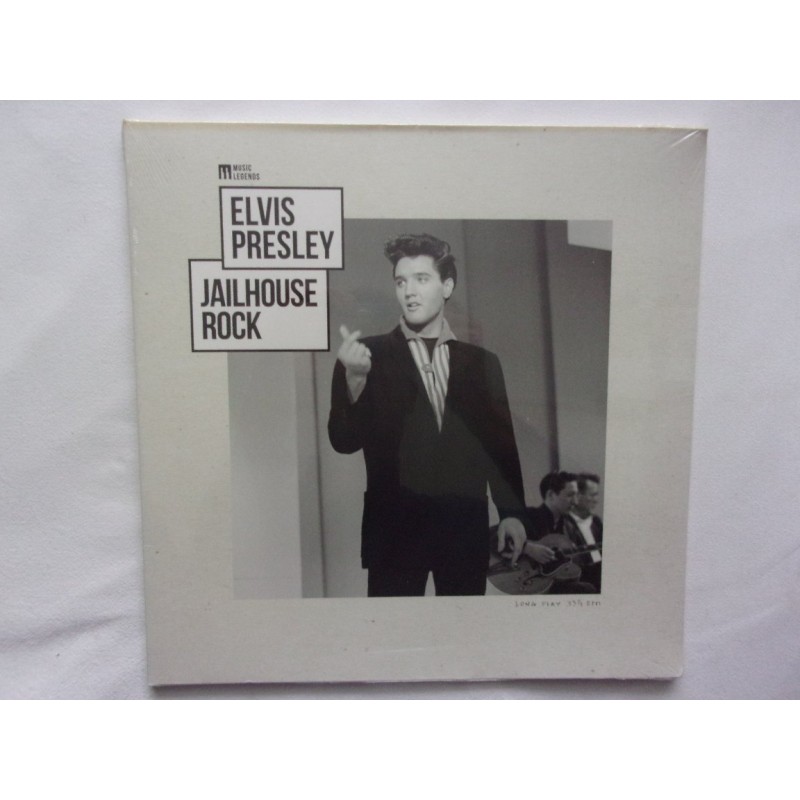 MUSIC
LEGENDS
ELVIS
PRESLEY
JAILHOUSE
ROCK
LONG PLAY 33⅓ RPM